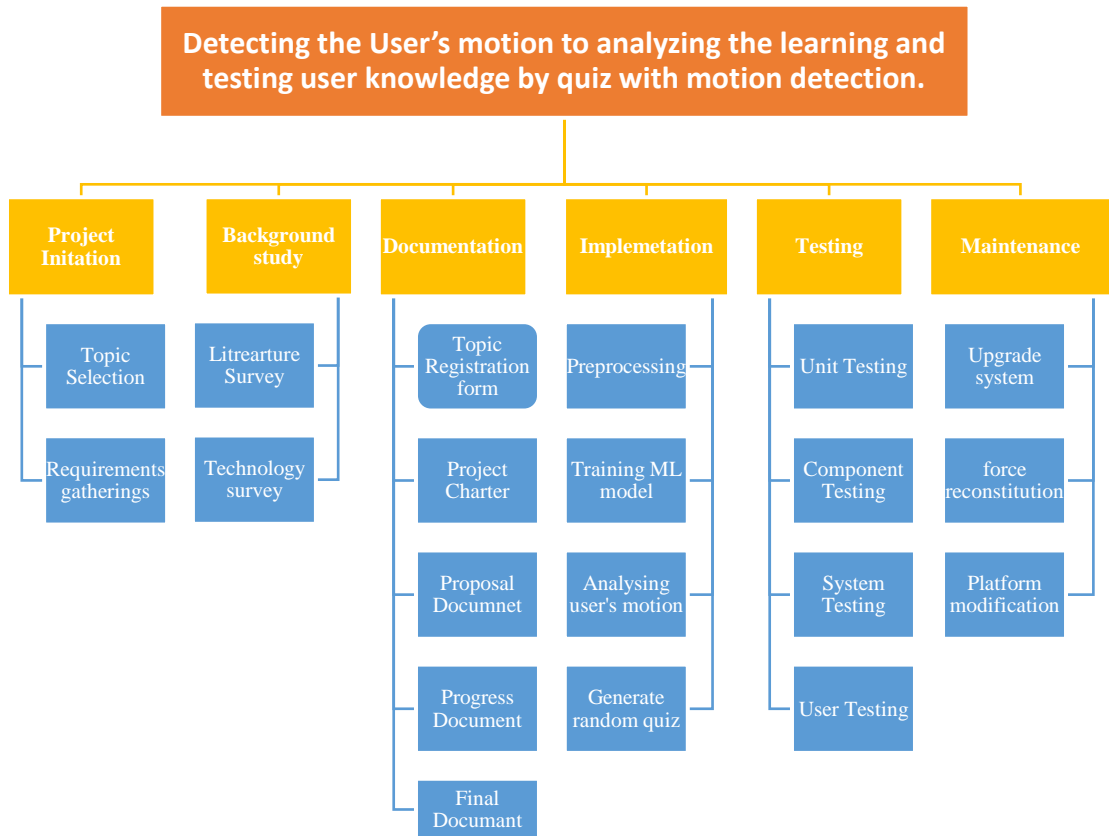 Detecting the User’s motion to analyzing the learning and
testing user knowledge by quiz with motion detection.
Project
Initation
Topic
Selection
Requirements
gatherings
Background
study
Litrearture
Survey
Technology
survey
Documentation
Topic
Registration
form
Project
Charter
Proposal
Documnet
Progress
Document
Final
Documant
Implemetation
Preprocessing
Training ML
model
Analysing
user's motion
Generate
random quiz
Testing
Unit Testing
Component
Testing
System
Testing
User Testing
Maintenance
Upgrade
system
force
reconstitution
Platform
modification